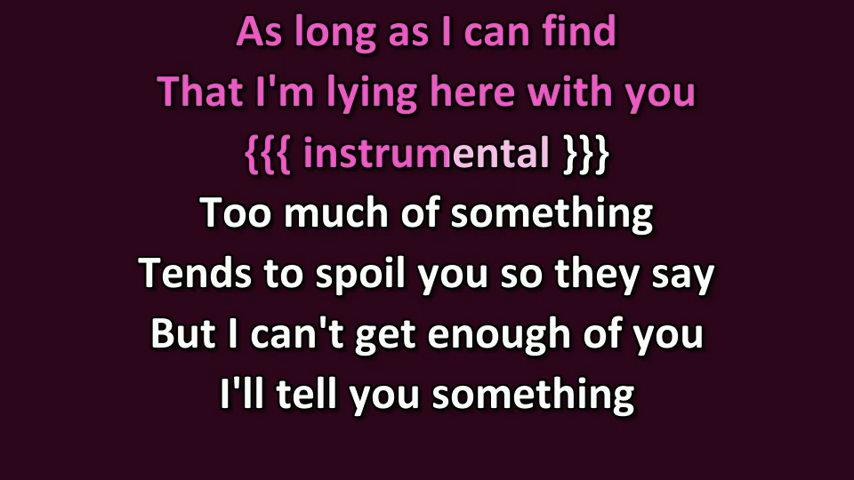 As long as I can find
That I'm lying here with you
{{{ instrumental }}}
Too much of something
Tends to spoil you so they say
But I can't get enough of you
I'll tell you something